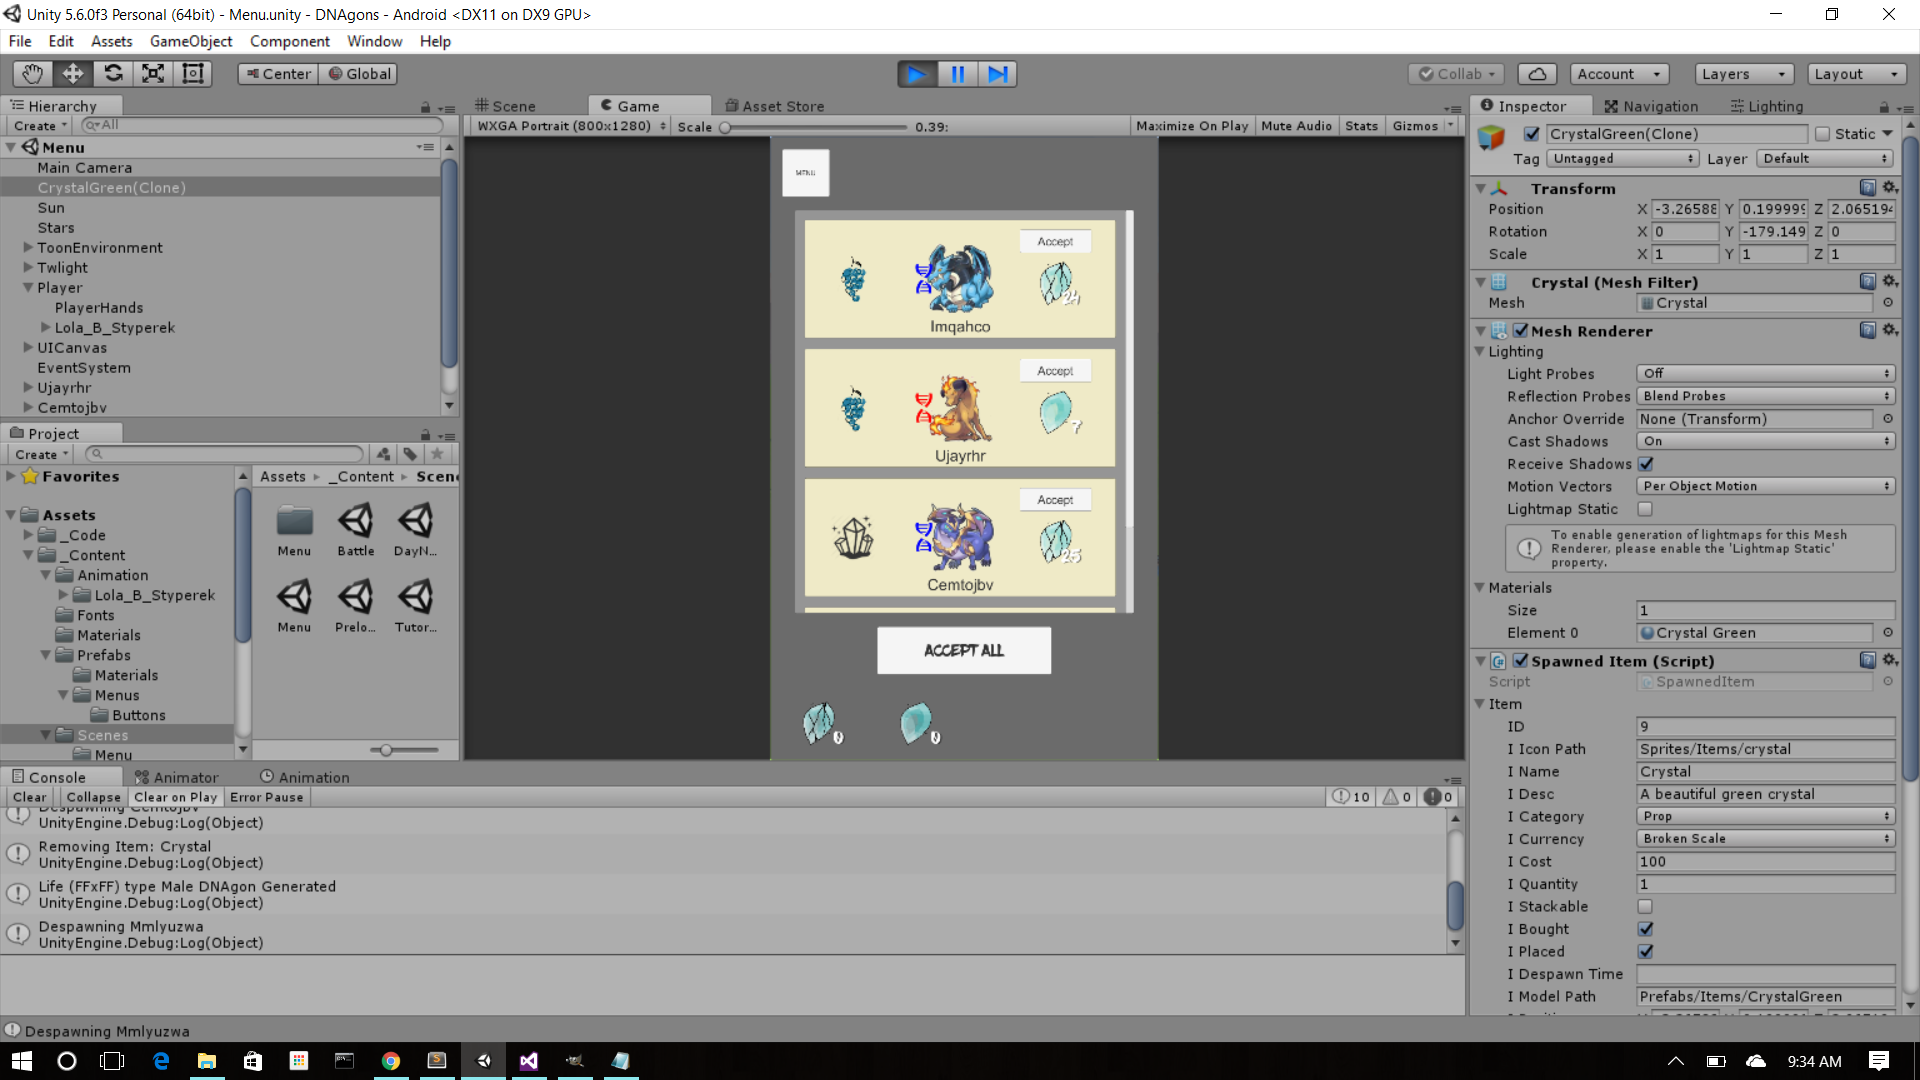 Unity 5.6.0f3 Personal (64bit) - Menu.unity - DNAgons - Android <DX11 on DX9 GPU>
File Edit Assets GameObject Component Window Help
Center Global
Collab Account Layers Layout
Hierarchy
Create All
Menu
Main Camera
CrystalGreen(Clone)
Sun
Stars
ToonEnvironment
Twlight
Player
PlayerHands
Lola_B_Styperek
UICanvas
EventSystem
Ujayrhr
Cemtojbv
Project
Create
Favorites
Assets
_Code
_Content
Animation
Lola_B_Styperek
Fonts
Materials
Prefabs
Materials
Menus
Buttons
Scenes
Menu
Assets _Content Scen
Menu Battle DayN...
Menu Prelo... Tutor...
Scene Game Asset Store
WXGA Portrait (800x1280) Scale 0.39: Maximize On Play Mute Audio Stats Gizmos
MENU
Accept
24
Imqahco
Accept
?
Ujayrhr
Accept
25
Cemtojbv
ACCEPT ALL
0 0
Inspector Navigation Lighting
CrystalGreen(Clone) Static
Tag Untagged Layer Default
Transform
Position X -3.26588 Y 0.199999 Z 2.065194
Rotation X 0 Y -179.149 Z 0
Scale X 1 Y 1 Z 1
Crystal (Mesh Filter)
Mesh Crystal
Mesh Renderer
Lighting
Light Probes Off
Reflection Probes Blend Probes
Anchor Override None (Transform)
Cast Shadows On
Receive Shadows
Motion Vectors Per Object Motion
Lightmap Static
To enable generation of lightmaps for this Mesh
Renderer, please enable the 'Lightmap Static'
property.
Materials
Size 1
Element 0 Crystal Green
Spawned Item (Script)
Script SpawnedItem
Item
ID 9
I Icon Path Sprites/Items/crystal
I Name Crystal
I Desc A beautiful green crystal
I Category Prop
I Currency Broken Scale
I Cost 100
I Quantity 1
I Stackable
I Bought
I Placed
I Despawn Time
I Model Path Prefabs/Items/CrystalGreen
Console Animator Animation
Clear Collapse Clear on Play Error Pause 10 0 0
Despawning Cemtojbv
UnityEngine.Debug:Log(Object)
Removing Item: Crystal
UnityEngine.Debug:Log(Object)
Life (FFxFF) type Male DNAgon Generated
UnityEngine.Debug:Log(Object)
Despawning Mmlyuzwa
UnityEngine.Debug:Log(Object)
Despawning Mmlyuzwa
9:34 AM